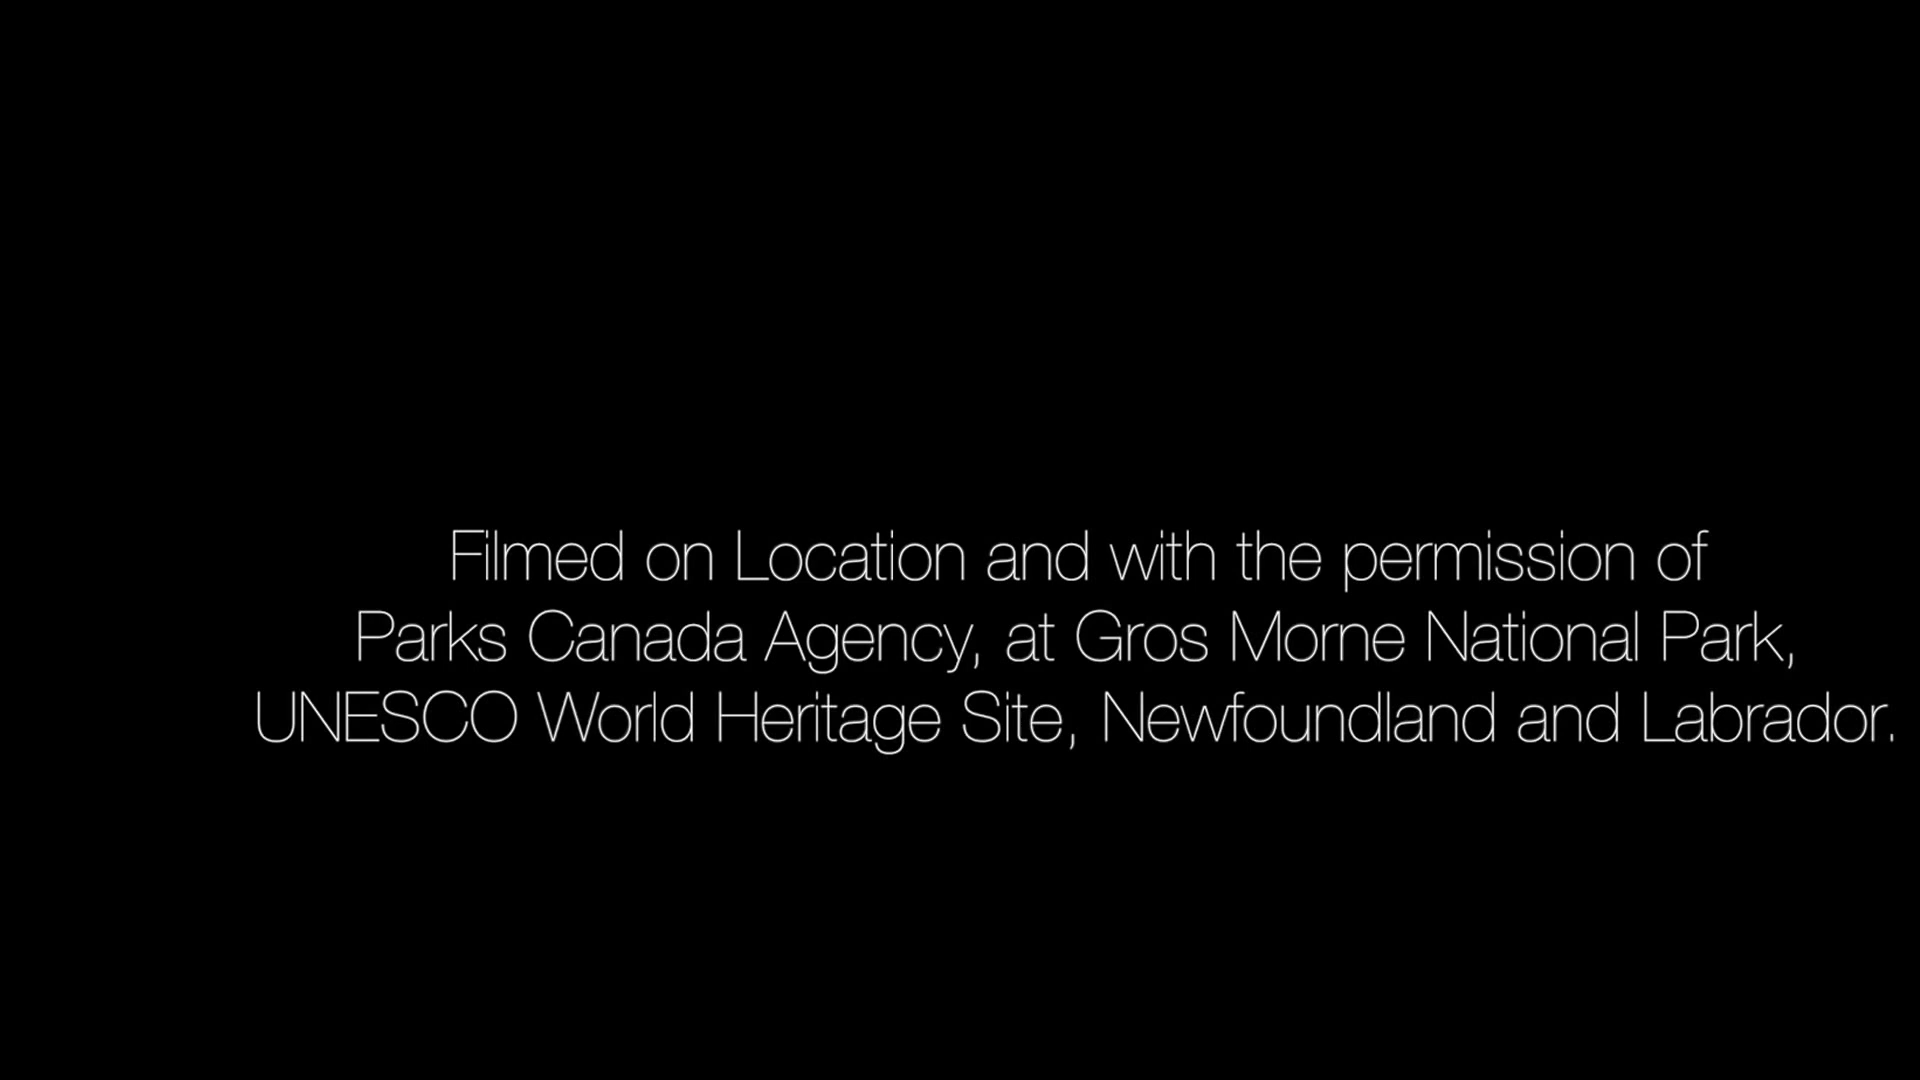 Filmed on Location and with the permission of
Parks Canada Agency, at Gros Morne National Park,
UNESCO World Heritage Site, Newfoundland and Labrador.